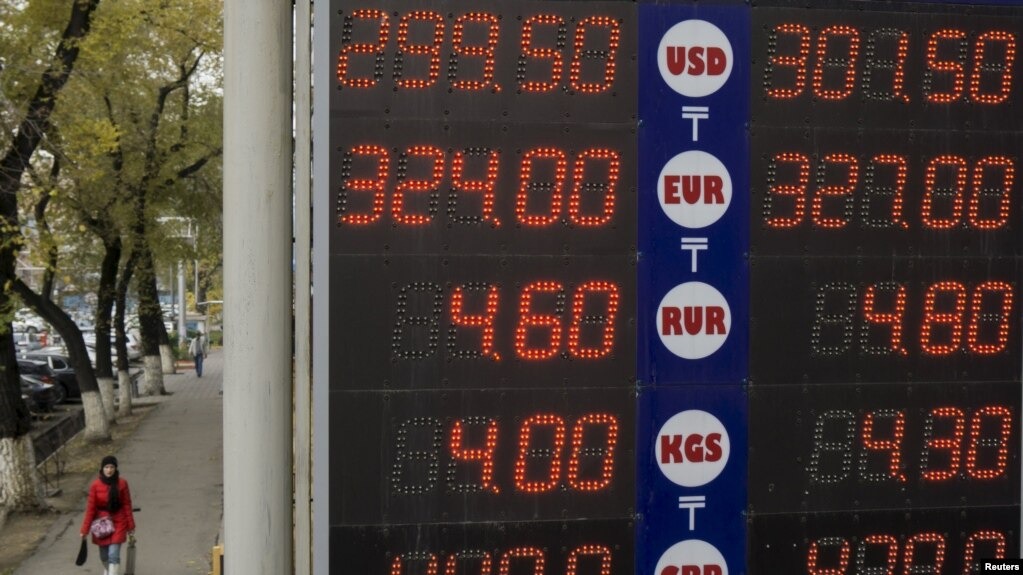 299.50 USD 301.50
₸
324.00 EUR 327.00
₸
4.60 RUR 4.80
4.00 KGS 4.30
₸
GBP
Reuters